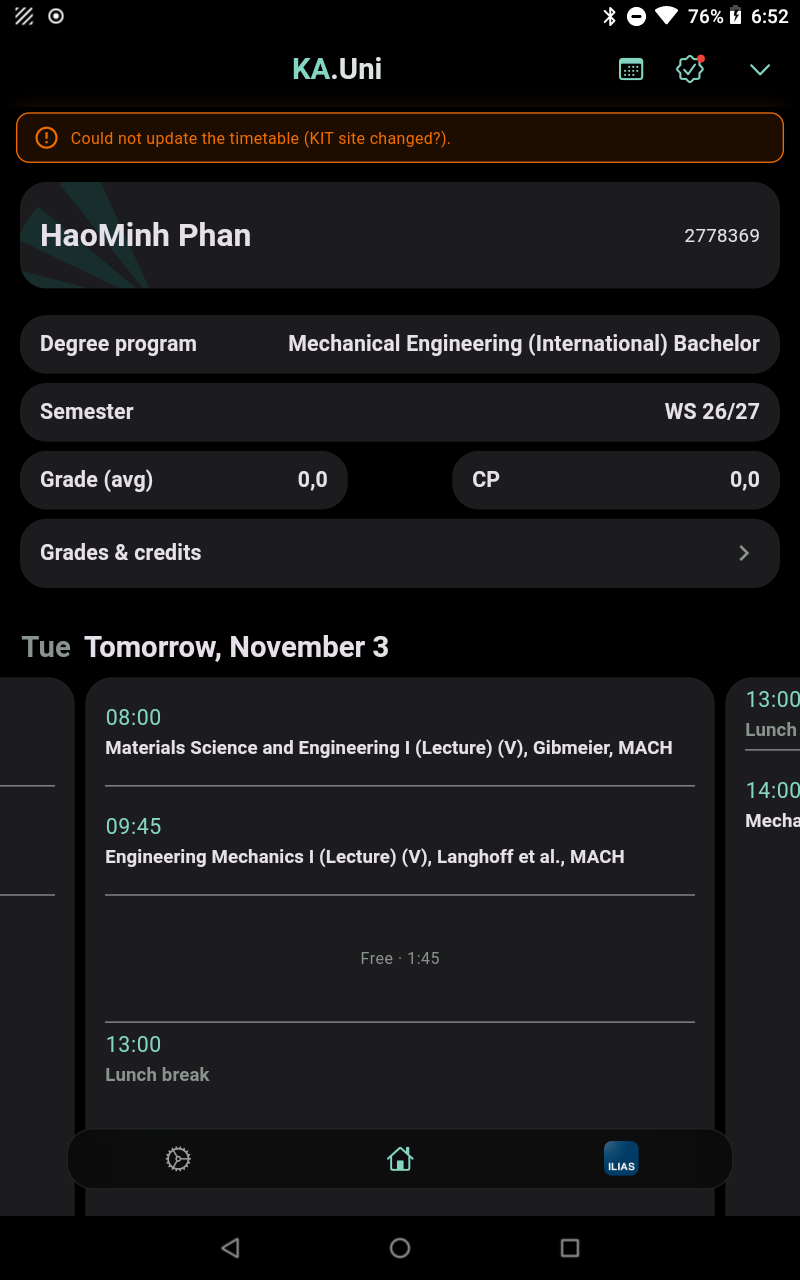 76% 6:52
KA.Uni
Could not update the timetable (KIT site changed?).
HaoMinh Phan 2778369
Degree program Mechanical Engineering (International) Bachelor
Semester WS 26/27
Grade (avg) 0,0 CP 0,0
Grades & credits
Tue Tomorrow, November 3
08:00
Materials Science and Engineering I (Lecture) (V), Gibmeier, MACH
09:45
Engineering Mechanics I (Lecture) (V), Langhoff et al., MACH
Free · 1:45
13:00
Lunch break
13:00
Lunch
14:00
Mecha
ILIAS